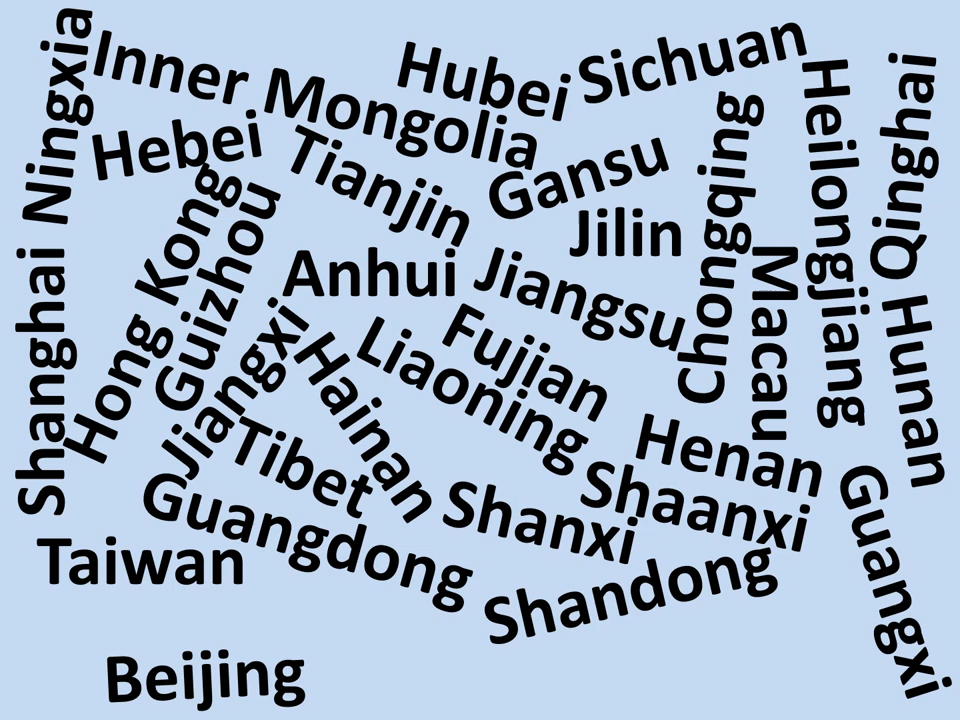 Ningxia
Inner Mongolia
Hubei
Sichuan
Heilongjiang
Qinghai
Hebei
Tianjin
Gansu
Chongqing
Jilin
Hong Kong
Guizhou
Anhui
Jiangsu
Macau
Shanghai
Jiangxi
Hainan
Liaoning
Fujian
Hunan
Tibet
Henan
Guangdong
Shanxi
Shaanxi
Guangxi
Taiwan
Shandong
Beijing